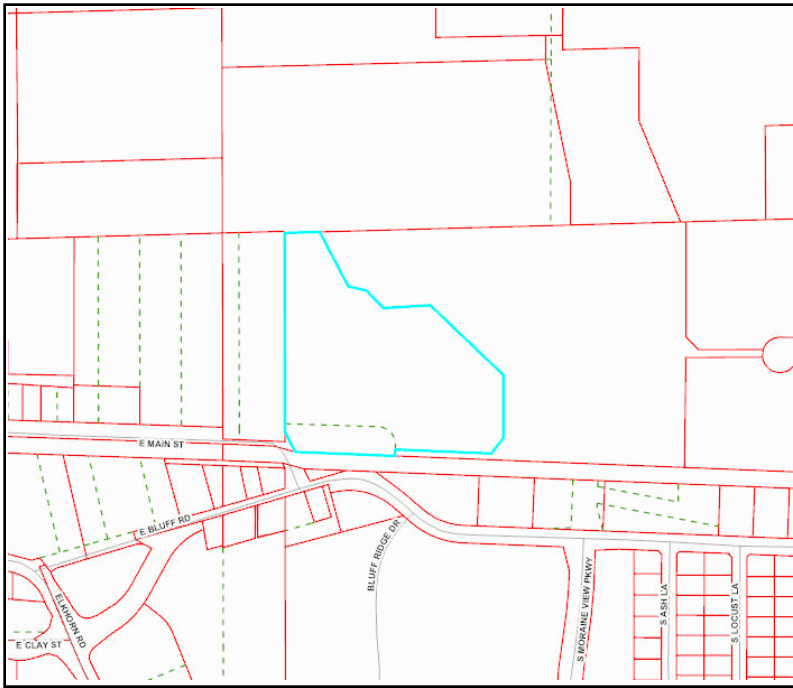 E MAIN ST
E BLUFF RD
BLUFF RIDGE DR
ELKHORN RD
E CLAY ST
S MORAINE VIEW PKWY
S ASH LA
S LOCUST LA